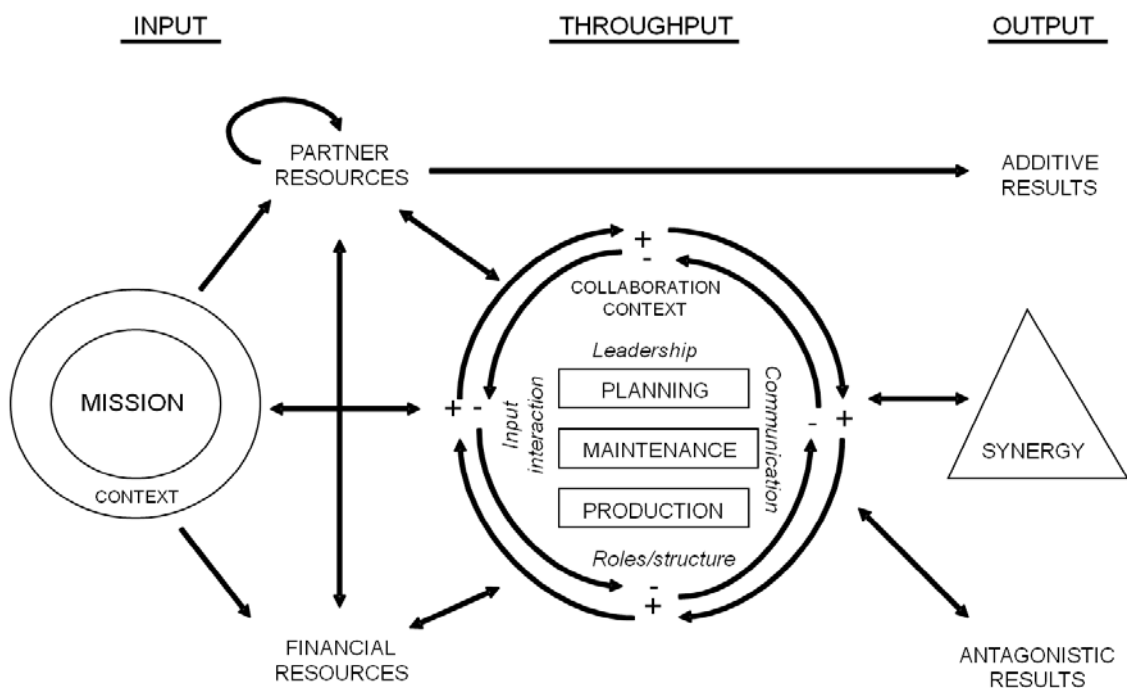 INPUT
THROUGHPUT
OUTPUT
PARTNER
RESOURCES
ADDITIVE
RESULTS
+
-
COLLABORATION
CONTEXT
Leadership
PLANNING
MISSION
CONTEXT
+ -
Input
interaction
MAINTENANCE
Communication
- +
SYNERGY
PRODUCTION
Roles/structure
-
+
FINANCIAL
RESOURCES
ANTAGONISTIC
RESULTS